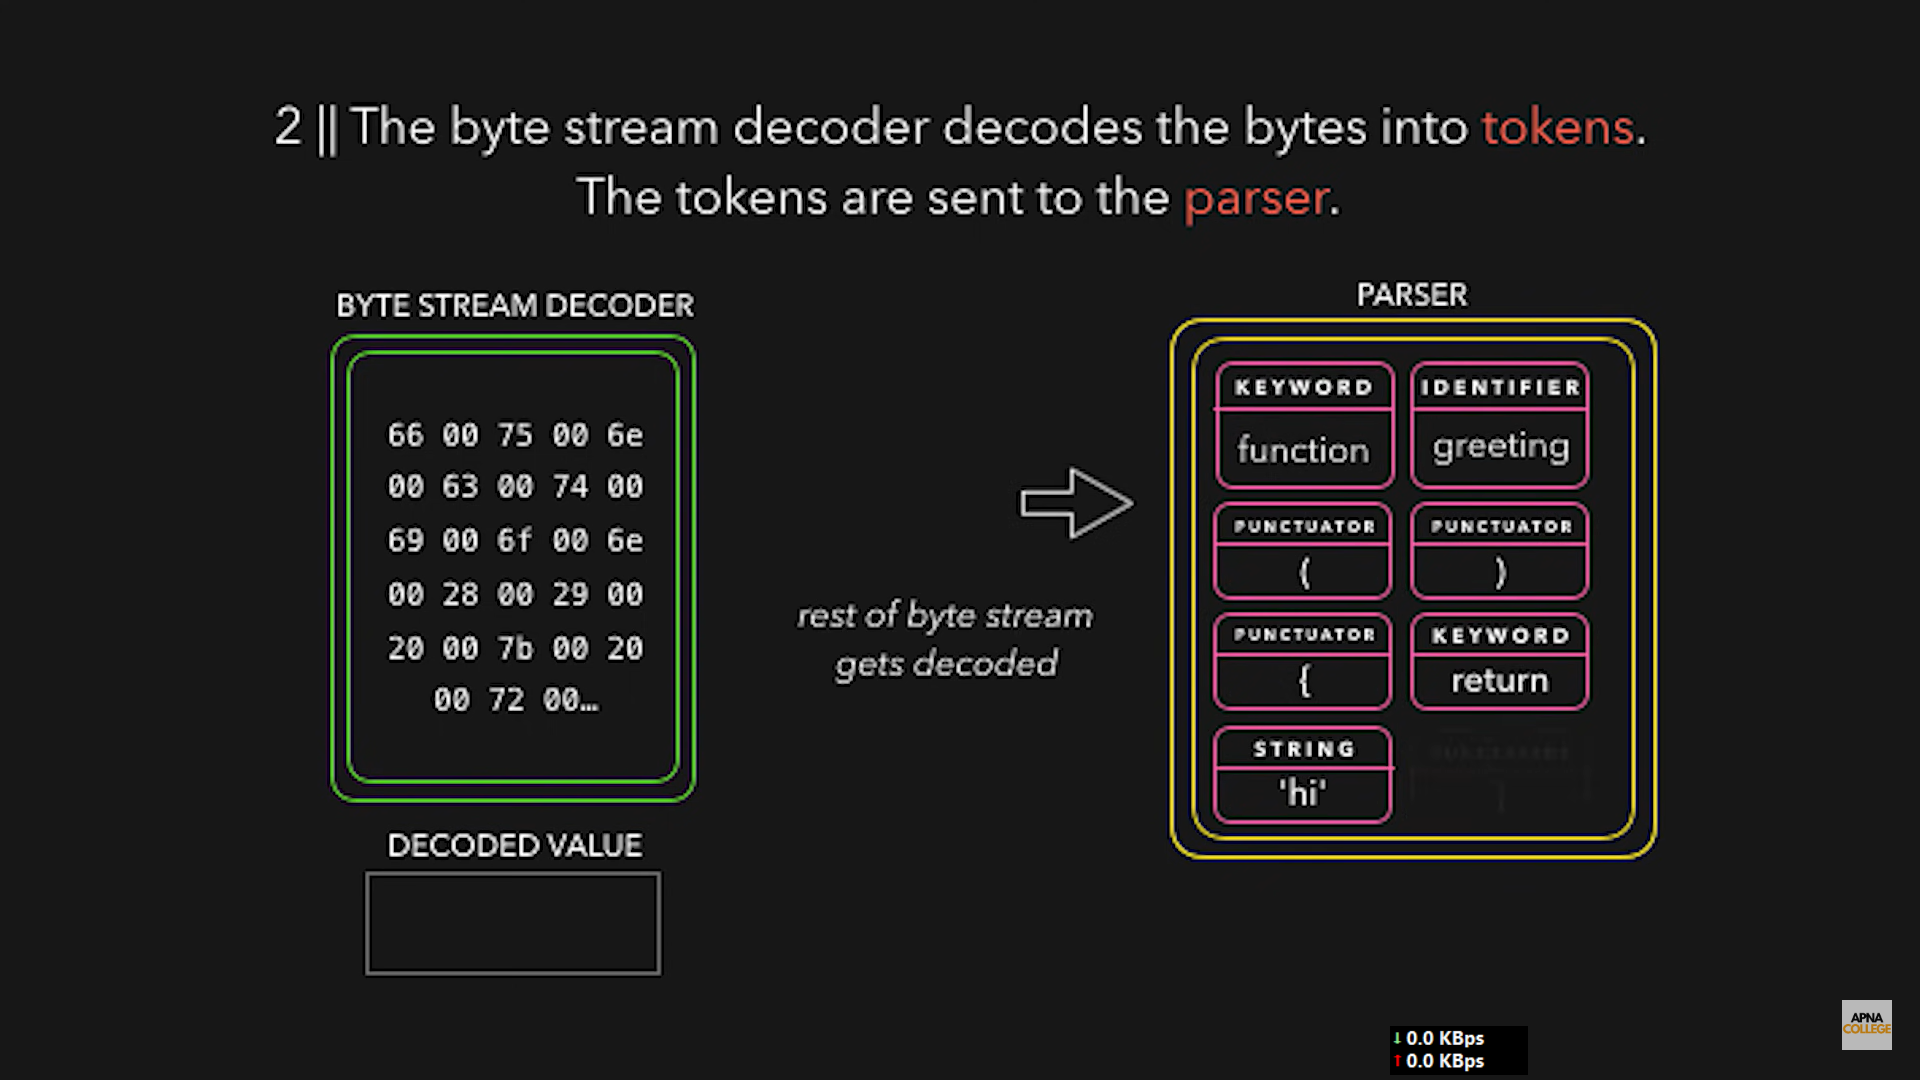 2 || The byte stream decoder decodes the bytes into tokens.
The tokens are sent to the parser.
BYTE STREAM DECODER
66 00 75 00 6e
00 63 00 74 00
69 00 6f 00 6e
00 28 00 29 00
20 00 7b 00 20
00 72 00…
DECODED VALUE
rest of byte stream
gets decoded
PARSER
KEYWORD
function
IDENTIFIER
greeting
PUNCTUATOR
(
PUNCTUATOR
)
PUNCTUATOR
{
KEYWORD
return
STRING
'hi'
APNA
COLLEGE
↓ 0.0 KBps
↑ 0.0 KBps